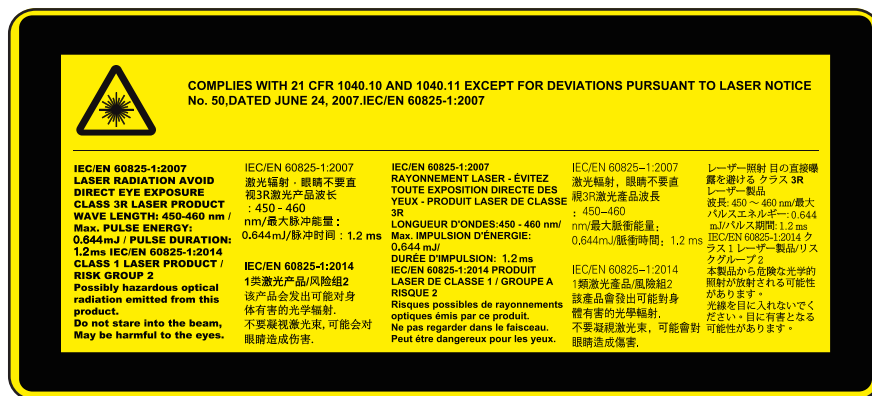 COMPLIES WITH 21 CFR 1040.10 AND 1040.11 EXCEPT FOR DEVIATIONS PURSUANT TO LASER NOTICE
No. 50,DATED JUNE 24, 2007.IEC/EN 60825-1:2007
IEC/EN 60825-1:2007
LASER RADIATION AVOID
DIRECT EYE EXPOSURE
CLASS 3R LASER PRODUCT
WAVE LENGTH: 450-460 nm /
Max. PULSE ENERGY:
0.644mJ / PULSE DURATION:
1.2ms IEC/EN 60825-1:2014
CLASS 1 LASER PRODUCT /
RISK GROUP 2
Possibly hazardous optical
radiation emitted from this
product.
Do not stare into the beam,
May be harmful to the eyes.
IEC/EN 60825-1:2007
激光辐射﹐眼睛不要直
视3R激光产品波长
: 450 - 460
nm/最大脉冲能量:
0.644mJ/脉冲时间 : 1.2 ms
IEC/EN 60825-1:2014
1类激光产品/风险组2
该产品会发出可能对身
体有害的光学辐射.
不要凝视激光束,可能会对
眼睛造成伤害.
IEC/EN 60825-1:2007
RAYONNEMENT LASER - ÉVITEZ
TOUTE EXPOSITION DIRECTE DES
YEUX - PRODUIT LASER DE CLASSE
3R
LONGUEUR D'ONDES:450 - 460 nm/
Max. IMPULSION D'ÉNERGIE:
0.644 mJ/
DURÉE D'IMPULSION: 1.2 ms
IEC/EN 60825-1:2014 PRODUIT
LASER DE CLASSE 1 / GROUPE A
RISQUE 2
Risques possibles de rayonnements
optiques émis par ce produit.
Ne pas regarder dans le faisceau.
Peut étre dangereux pour les yeux.
IEC/EN 60825-1:2007
激光輻射，眼睛不要直
視3R激光產品波長
: 450-460
nm/最大脈衝能量:
0.644mJ/脈衝時間: 1.2 ms
IEC/EN 60825-1:2014
1類激光產品/風險組2
該產品會發出可能對身
體有害的光學輻射.
不要凝視激光束，可能會對
眼睛造成傷害.
レーザー照射 目の直接曝
露を避ける クラス 3R
レーザー製品
波長: 450 ～ 460 nm/最大
パルスエネルギー: 0.644
mJ/パルス期間: 1.2 ms
IEC/EN 60825-1:2014 ク
ラス 1 レーザー製品/リス
クグループ 2
本製品から危険な光学的
照射が放射される可能性
があります。
光線を目に入れないでく
ださい。目に有害となる
可能性があります。